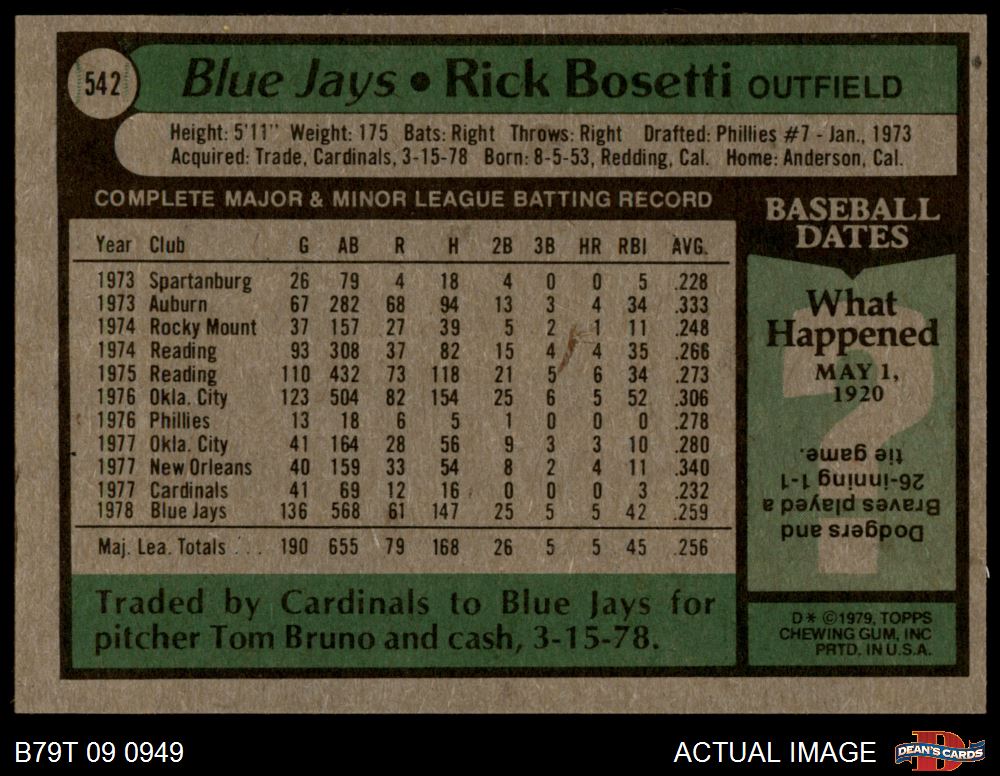 542
Blue Jays • Rick Bosetti OUTFIELD
Height: 5'11" Weight: 175 Bats: Right Throws: Right Drafted: Phillies #7 - Jan., 1973
Acquired: Trade, Cardinals, 3-15-78 Born: 8-5-53, Redding, Cal. Home: Anderson, Cal.
COMPLETE MAJOR & MINOR LEAGUE BATTING RECORD
Year Club G AB R H 2B 3B HR RBI AVG.
1973 Spartanburg 26 79 4 18 4 0 0 5 .228
1973 Auburn 67 282 68 94 13 3 4 34 .333
1974 Rocky Mount 37 157 27 39 5 2 1 11 .248
1974 Reading 93 308 37 82 15 4 4 35 .266
1975 Reading 110 432 73 118 21 5 6 34 .273
1976 Okla. City 123 504 82 154 25 6 5 52 .306
1976 Phillies 13 18 6 5 1 0 0 0 .278
1977 Okla. City 41 164 28 56 9 3 3 10 .280
1977 New Orleans 40 159 33 54 8 2 4 11 .340
1977 Cardinals 41 69 12 16 0 0 0 3 .232
1978 Blue Jays 136 568 61 147 25 5 5 42 .259
Maj. Lea. Totals . . . 190 655 79 168 26 5 5 45 .256
Traded by Cardinals to Blue Jays for
pitcher Tom Bruno and cash, 3-15-78.
BASEBALL
DATES
What
Happened
MAY 1,
1920
Dodgers and
Braves played a
26-inning 1-1
tie game.
D* ©1979, TOPPS
CHEWING GUM, INC
PRTD. IN U.S.A.
B79T 09 0949
ACTUAL IMAGE
D
DEAN'S CARDS